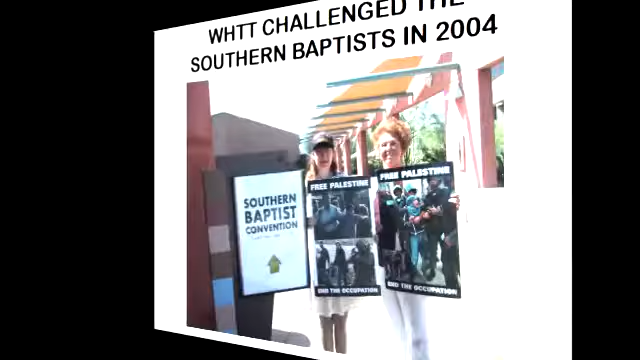 WHTT CHALLENGED THE
SOUTHERN BAPTISTS IN 2004
SOUTHERN
BAPTIST
CONVENTION
FREE PALESTINE
END THE OCCUPATION
FREE PALESTINE
END THE OCCUPATION